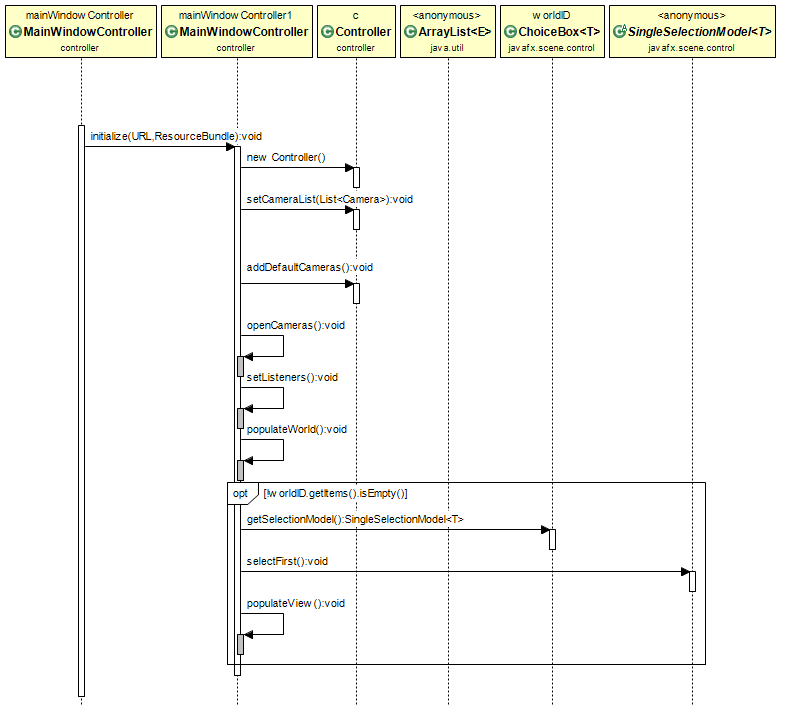 mainWindow Controller
MainWindowController
controller
mainWindow Controller1
MainWindowController
controller
c
Controller
controller
<anonymous>
ArrayList<E>
java.util
worldID
ChoiceBox<T>
javafx.scene.control
<anonymous>
SingleSelectionModel<T>
javafx.scene.control
initialize(URL,ResourceBundle):void
new Controller()
setCameraList(List<Camera>):void
addDefaultCameras():void
openCameras():void
setListeners():void
populateWorld():void
opt [!worldID.getItems().isEmpty()]
getSelectionModel():SingleSelectionModel<T>
selectFirst():void
populateView():void